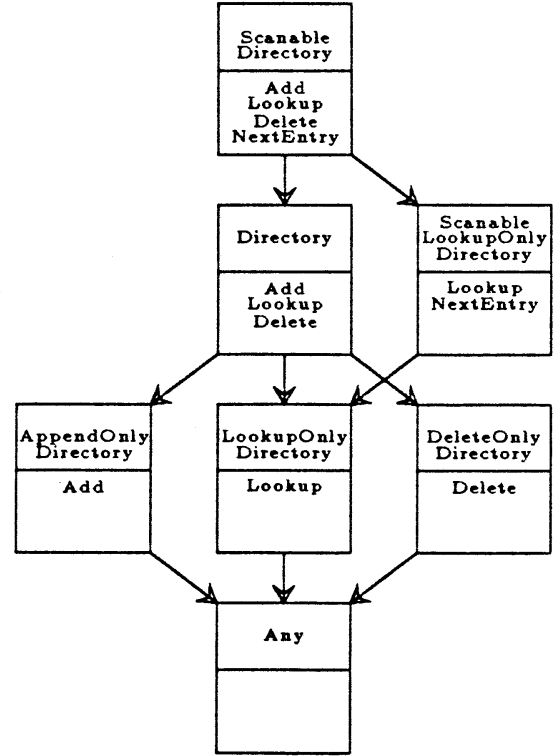 Scanable
Directory
Add
Lookup
Delete
NextEntry
Directory
Add
Lookup
Delete
Scanable
LookupOnly
Directory
Lookup
NextEntry
AppendOnly
Directory
Add
LookupOnly
Directory
Lookup
DeleteOnly
Directory
Delete
Any